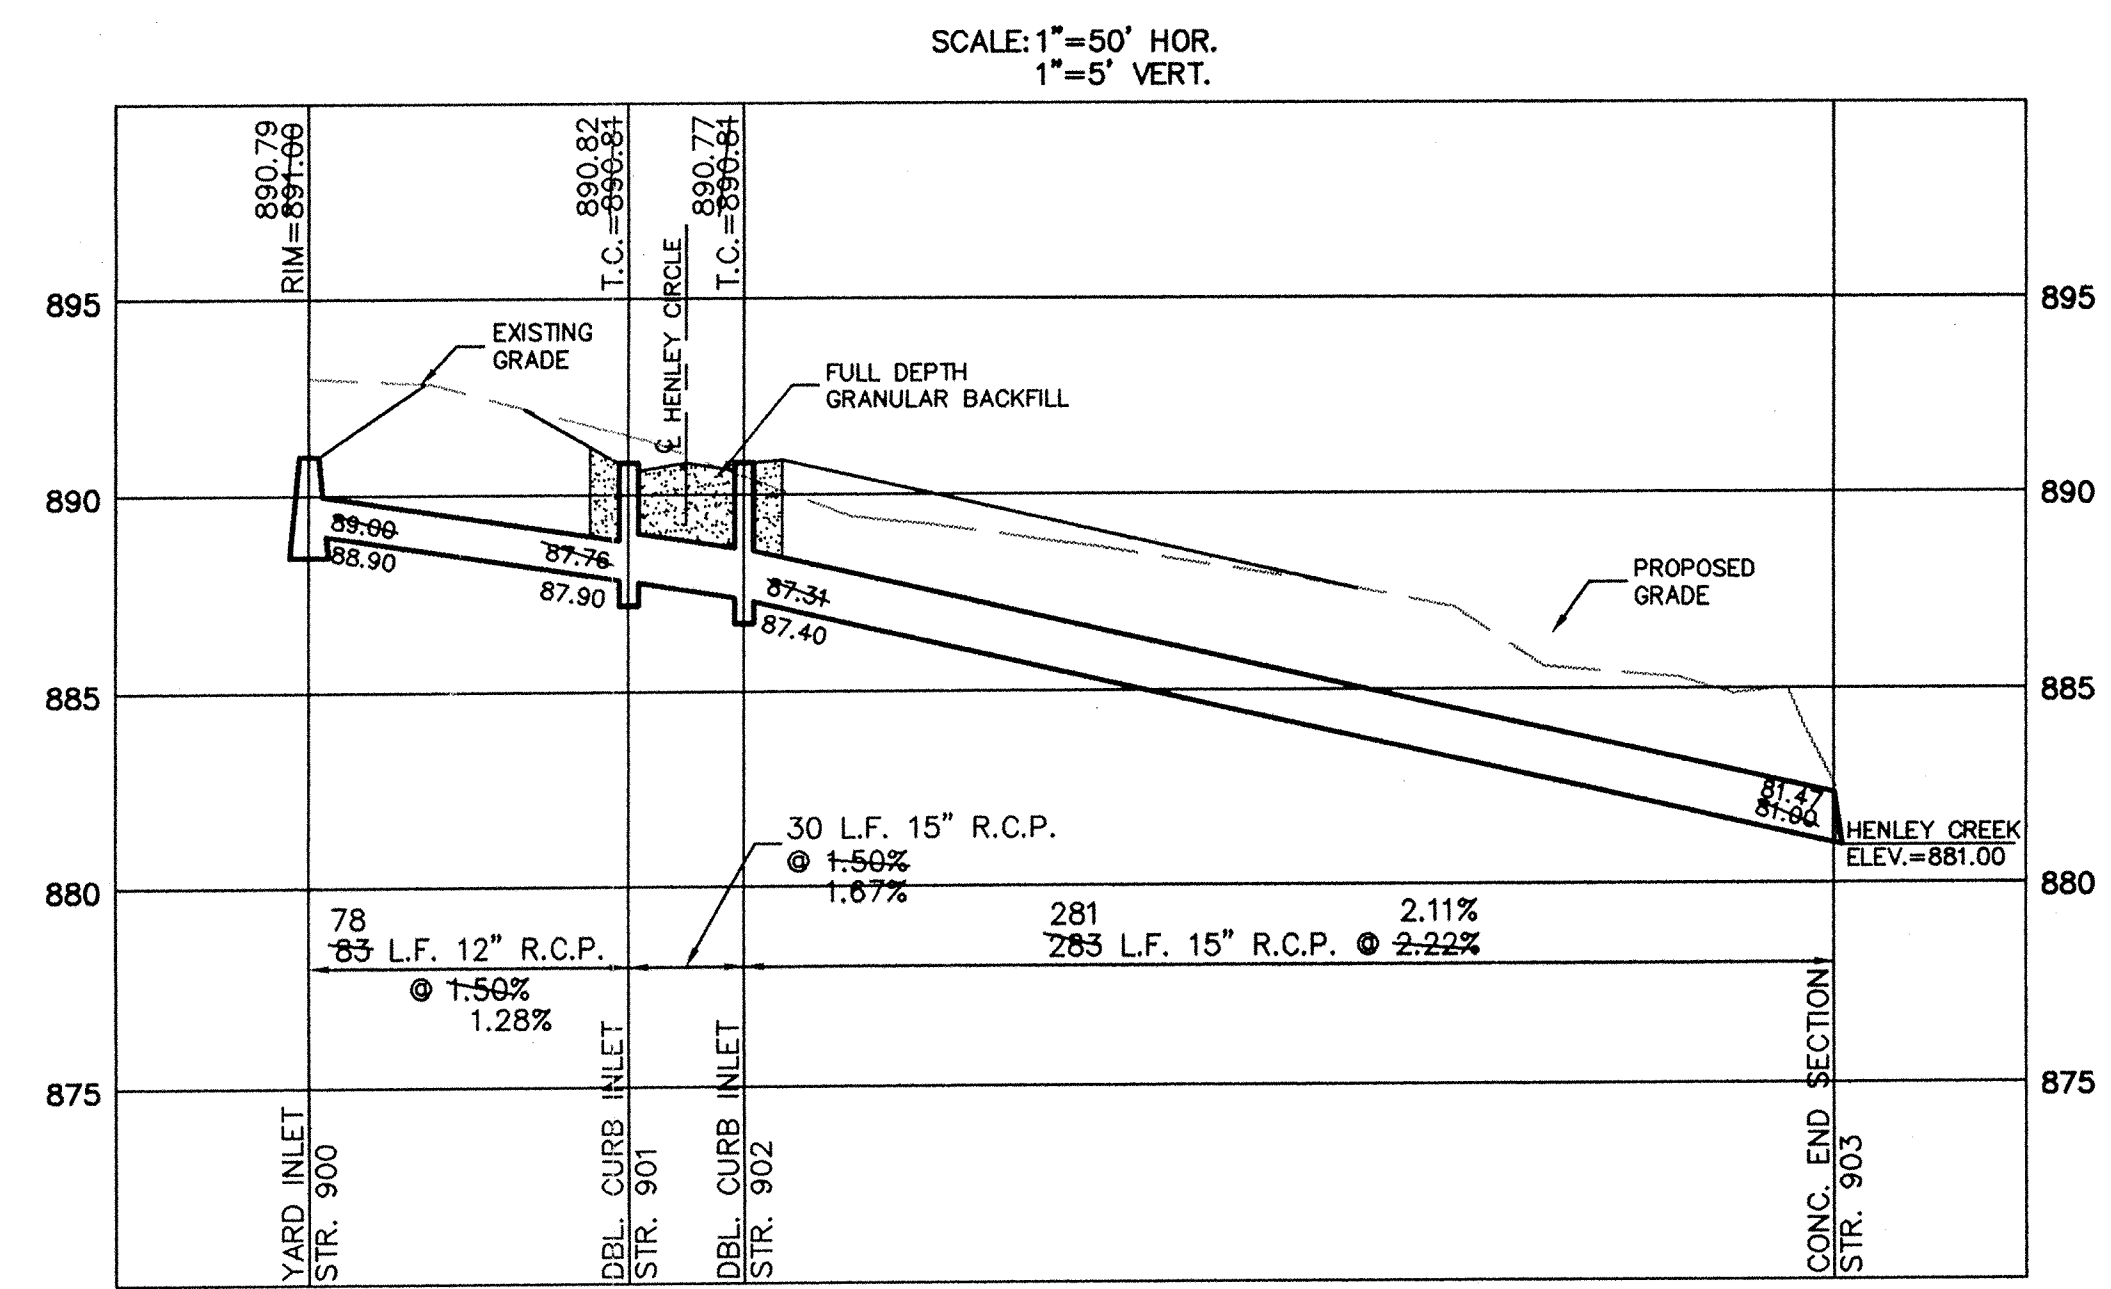 SCALE: 1"=50' HOR.
1"=5' VERT.
890.79
RIM=891.00
890.82
T.C.=890.81
890.77
T.C.=890.81
℄ HENLEY CIRCLE
895
895
EXISTING
GRADE
FULL DEPTH
GRANULAR BACKFILL
890
890
89.00
88.90
87.76
87.90
87.31
87.40
PROPOSED
GRADE
885
885
81.47
81.00
HENLEY CREEK
ELEV.=881.00
30 L.F. 15" R.C.P.
@ 1.50%
1.67%
880
880
78
83 L.F. 12" R.C.P.
@ 1.50%
1.28%
281 2.11%
283 L.F. 15" R.C.P. @ 2.22%
875
875
YARD INLET
STR. 900
DBL. CURB INLET
STR. 901
DBL. CURB INLET
STR. 902
CONC. END SECTION
STR. 903